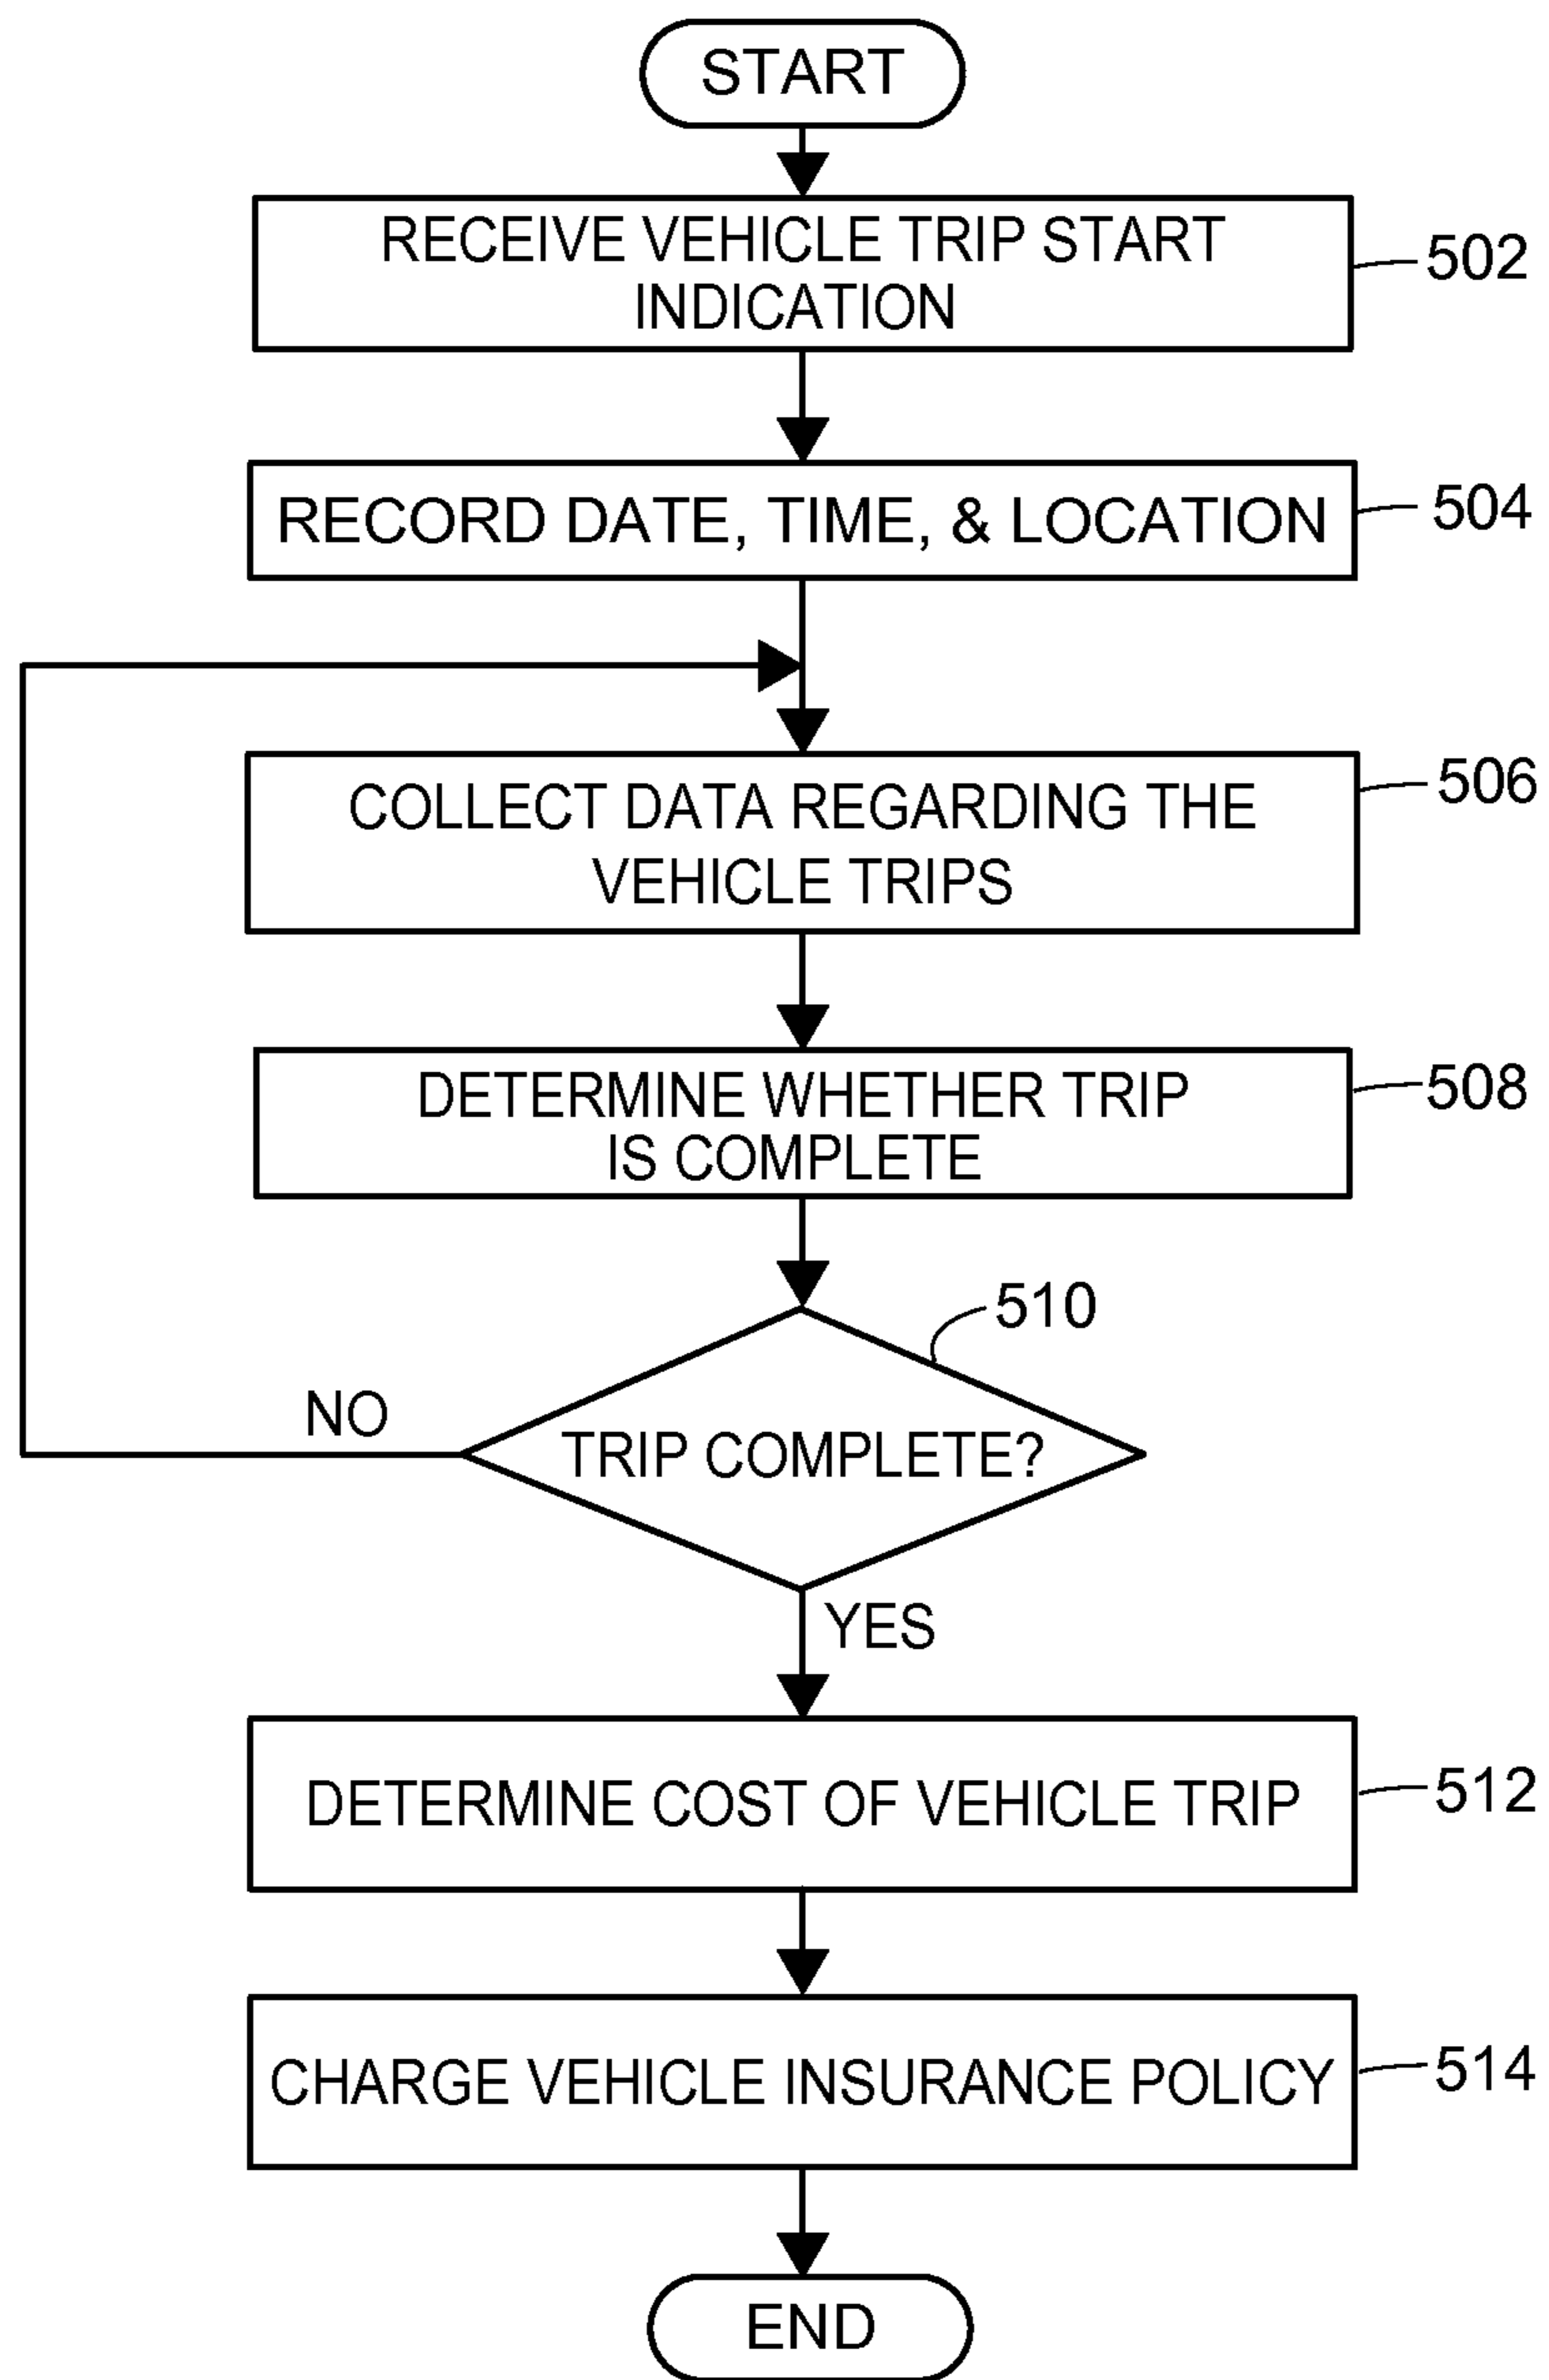 START
RECEIVE VEHICLE TRIP START
INDICATION
502
RECORD DATE, TIME, & LOCATION
504
COLLECT DATA REGARDING THE
VEHICLE TRIPS
506
DETERMINE WHETHER TRIP
IS COMPLETE
508
510
TRIP COMPLETE?
NO
YES
DETERMINE COST OF VEHICLE TRIP
512
CHARGE VEHICLE INSURANCE POLICY
514
END